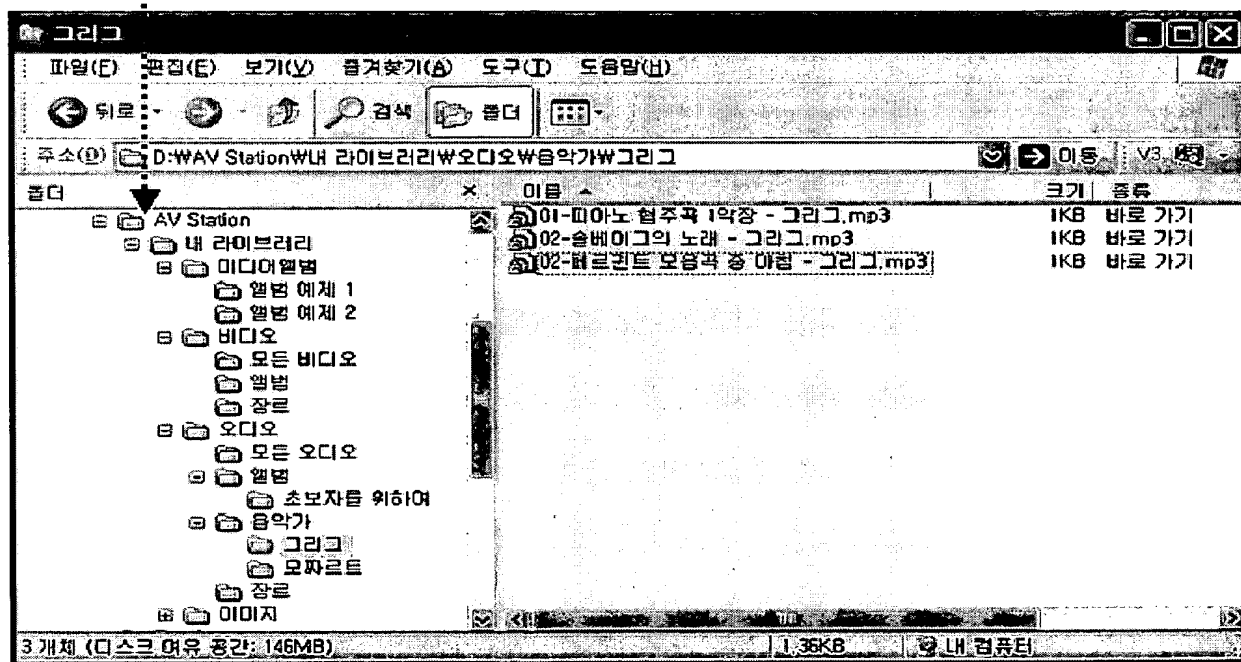 그리그
파일(F) 편집(E) 보기(V) 즐겨찾기(A) 도구(T) 도움말(H)
뒤로 검색 폴더
주소(D) D:₩AV Station₩내 라이브러리₩오디오₩음악가₩그리그 이동 V3
폴더 × 이름 크기 종류
AV Station 01-피아노 협주곡 1악장 - 그리그.mp3 1KB 바로 가기
내 라이브러리 02-솔베이그의 노래 - 그리그.mp3 1KB 바로 가기
미디어앨범 02-페르귄트 모음곡 중 아침 - 그리그.mp3 1KB 바로 가기
앨범 예제 1
앨범 예제 2
비디오
모든 비디오
앨범
장르
오디오
모든 오디오
앨범
초보자를 위하여
음악가
그리그
모짜르트
장르
이미지
3 개체 (디스크 여유 공간: 146MB) 1.36KB 내 컴퓨터